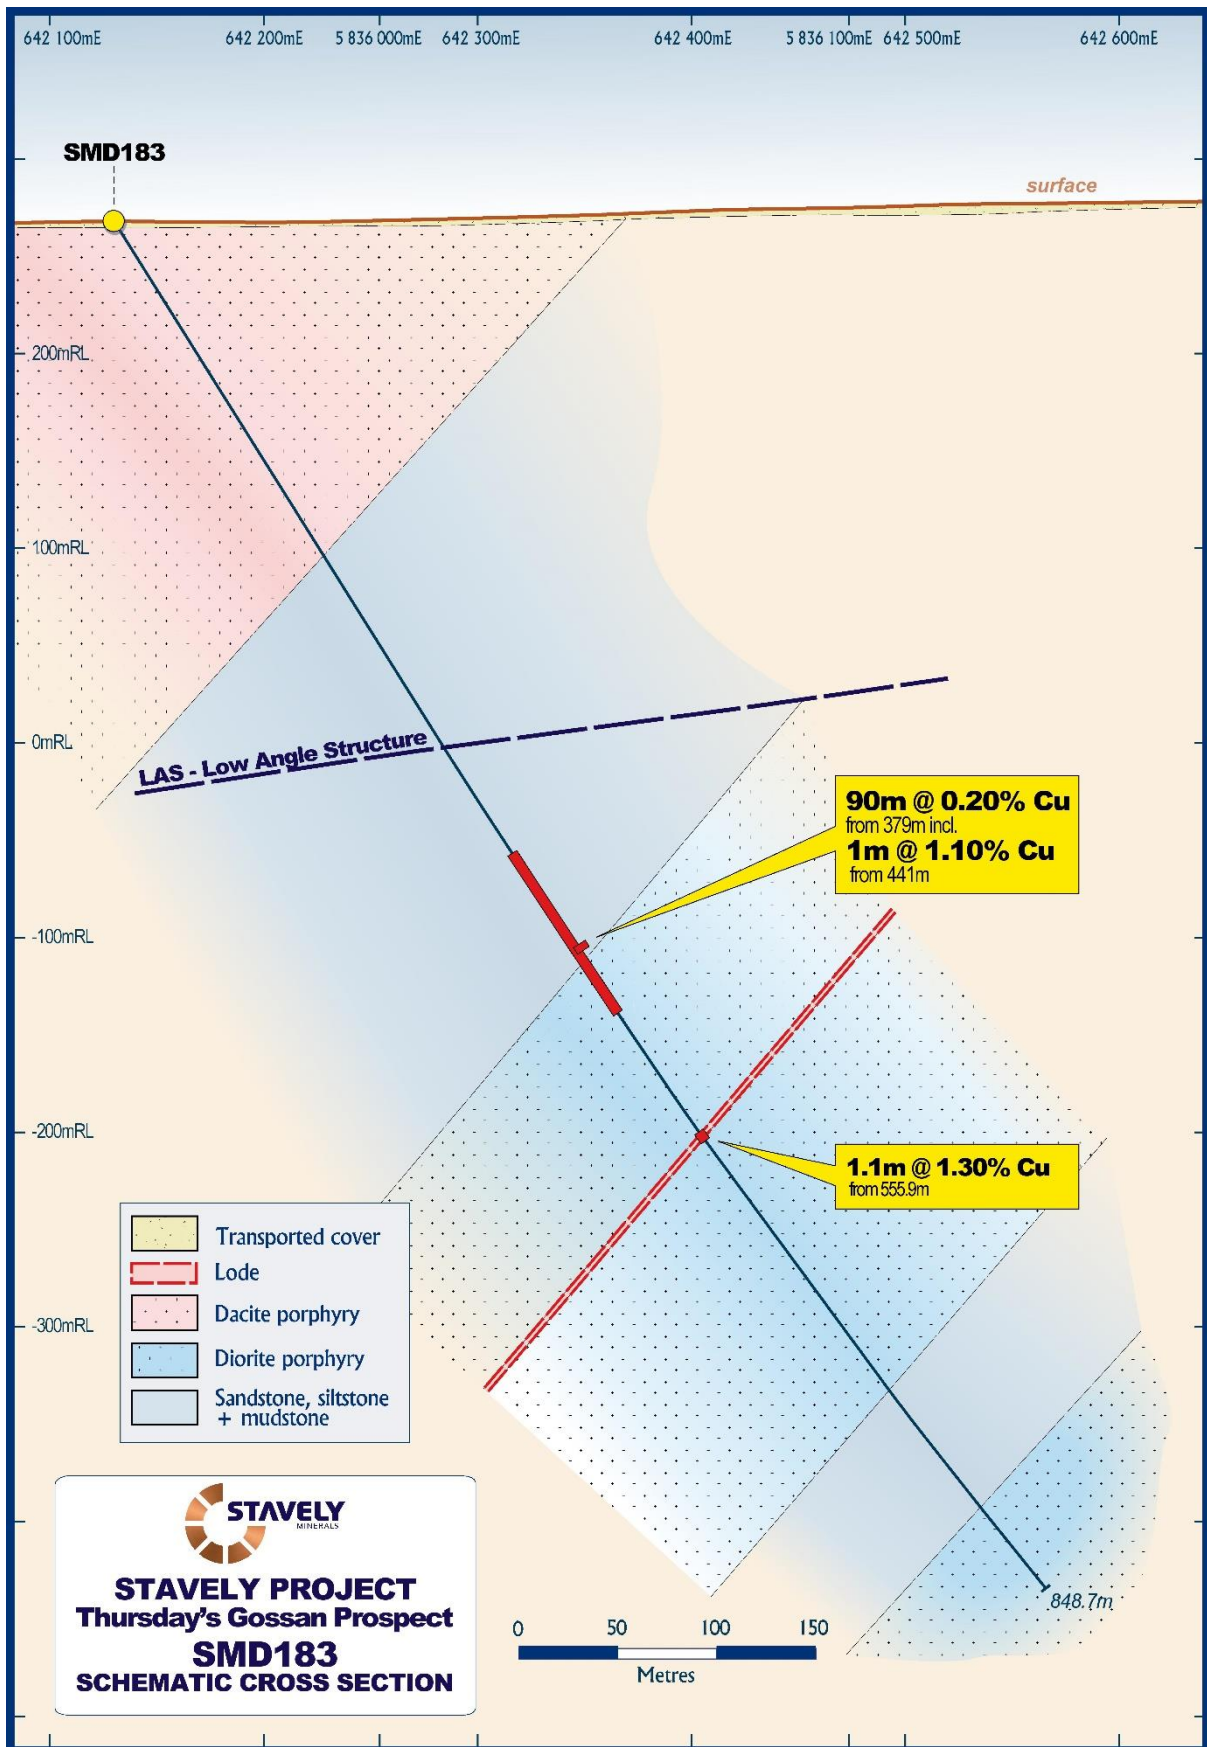 642 100mE 642 200mE 5 836 000mE 642 300mE 642 400mE 5 836 100mE 642 500mE 642 600mE
SMD183
surface
200mRL
100mRL
0mRL
LAS - Low Angle Structure
90m @ 0.20% Cu
from 379m incl.
1m @ 1.10% Cu
from 441m
-100mRL
-200mRL
1.1m @ 1.30% Cu
from 555.9m
Transported cover
Lode
Dacite porphyry
Diorite porphyry
Sandstone, siltstone
+ mudstone
-300mRL
STAVELY
MINERALS
STAVELY PROJECT
Thursday's Gossan Prospect
SMD183
SCHEMATIC CROSS SECTION
848.7m
0 50 100 150
Metres